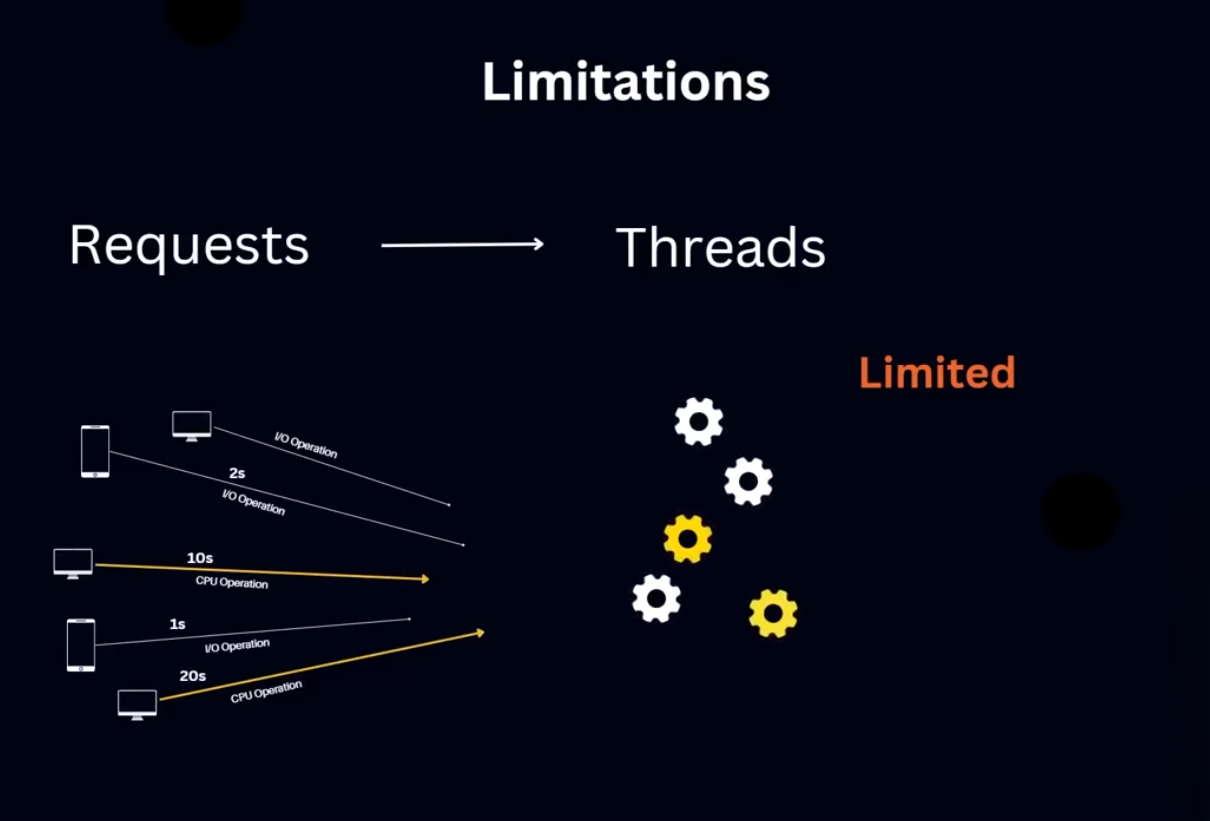 Limitations
Requests
Threads
Limited
I/O Operation
2s
I/O Operation
10s
CPU Operation
1s
I/O Operation
20s
CPU Operation